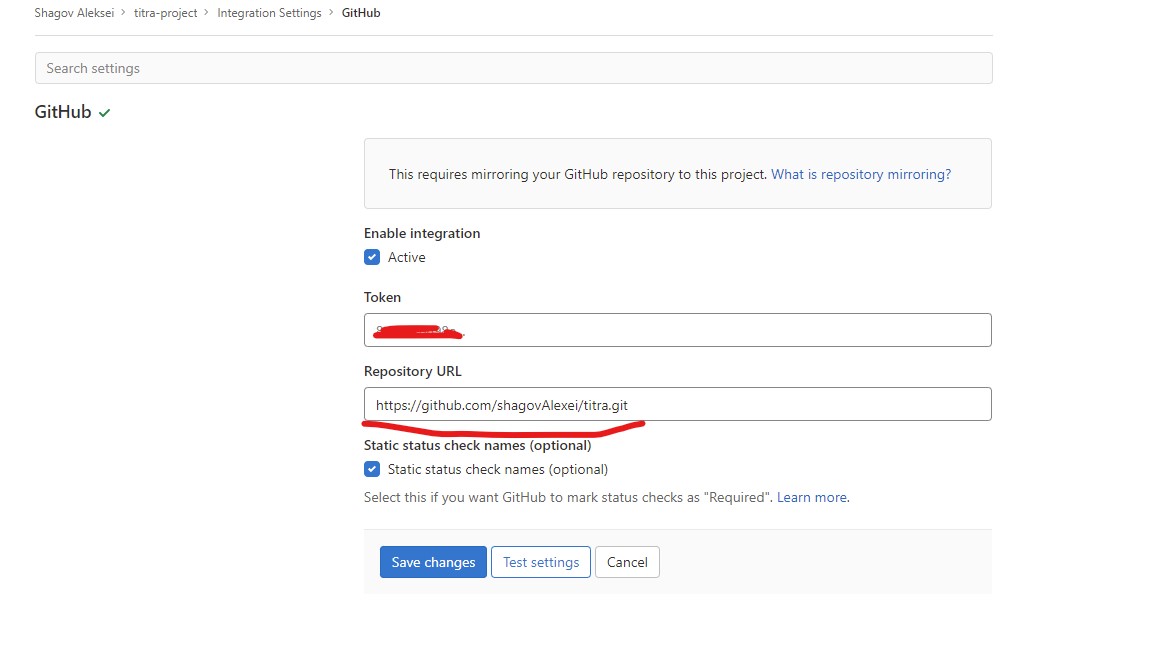 Shagov Aleksei > titra-project > Integration Settings > GitHub
Search settings
GitHub
This requires mirroring your GitHub repository to this project. What is repository mirroring?
Enable integration
Active
Token
Repository URL
https://github.com/shagovAlexei/titra.git
Static status check names (optional)
Static status check names (optional)
Select this if you want GitHub to mark status checks as "Required". Learn more.
Save changes Test settings Cancel